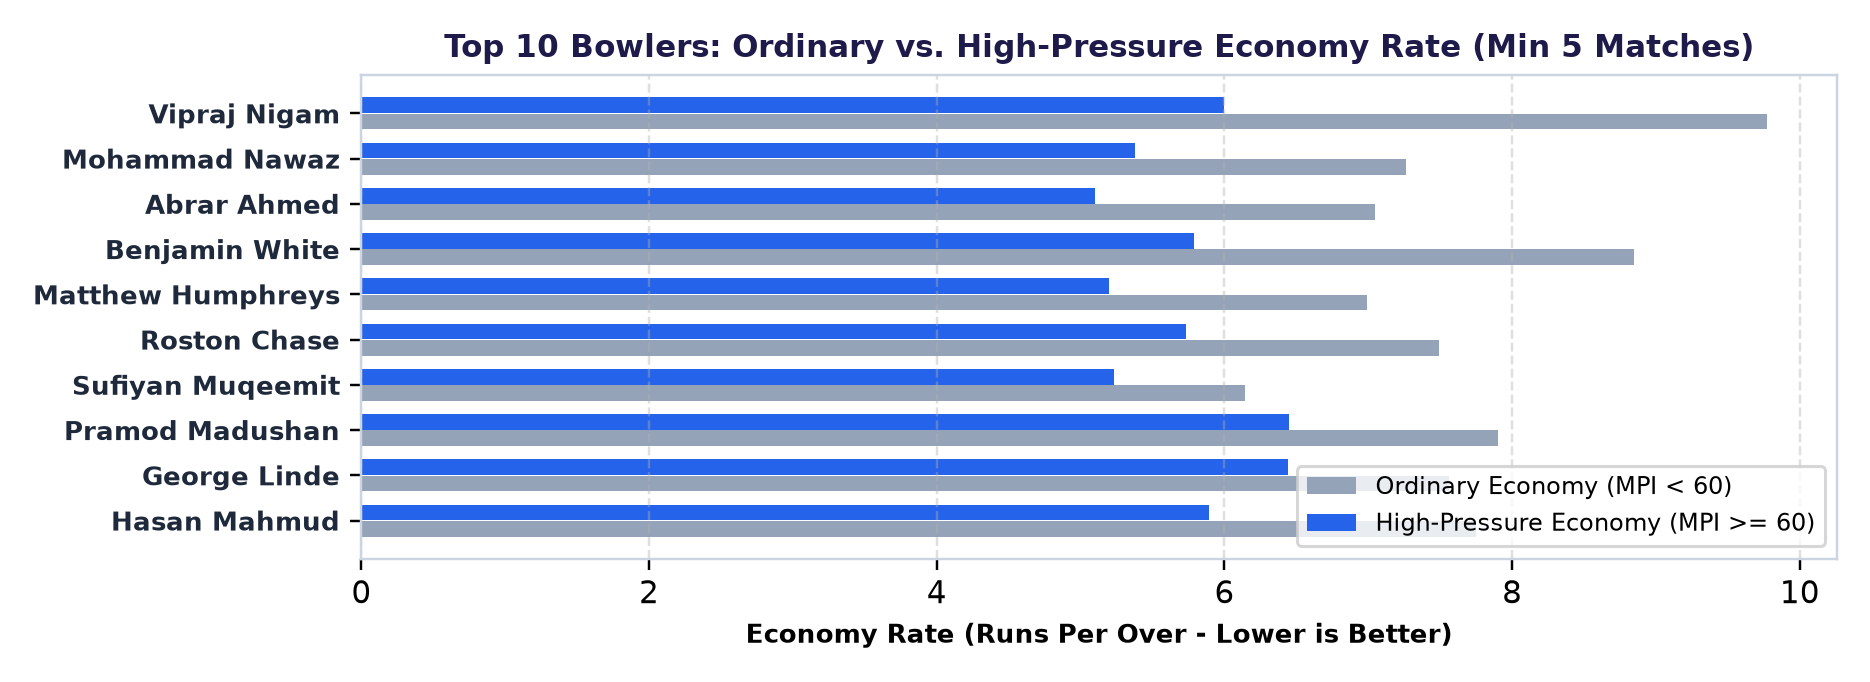 Top 10 Bowlers: Ordinary vs. High-Pressure Economy Rate (Min 5 Matches)
Vipraj Nigam
Mohammad Nawaz
Abrar Ahmed
Benjamin White
Matthew Humphreys
Roston Chase
Sufiyan Muqeemit
Pramod Madushan
George Linde
Hasan Mahmud
Ordinary Economy (MPI < 60)
High-Pressure Economy (MPI >= 60)
0 2 4 6 8 10
Economy Rate (Runs Per Over - Lower is Better)